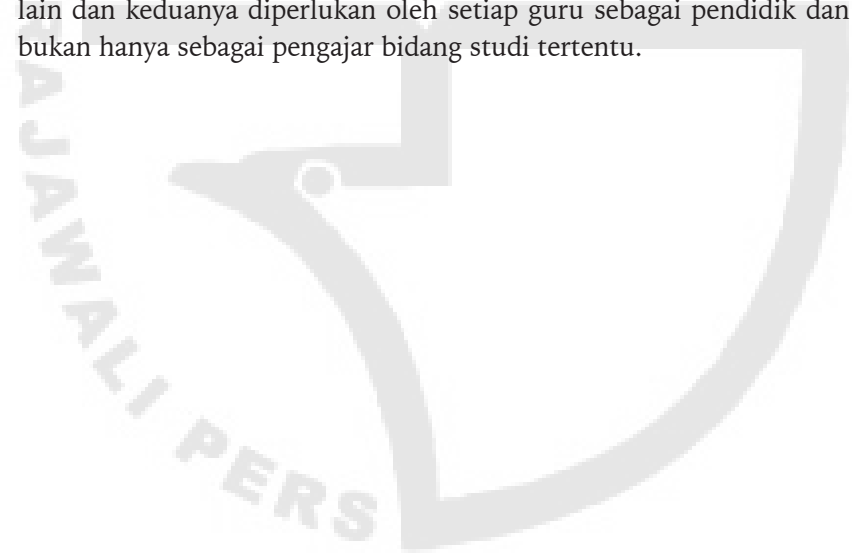 lain dan keduanya diperlukan oleh setiap guru sebagai pendidik dan
bukan hanya sebagai pengajar bidang studi tertentu.
RAJAWALI PERS